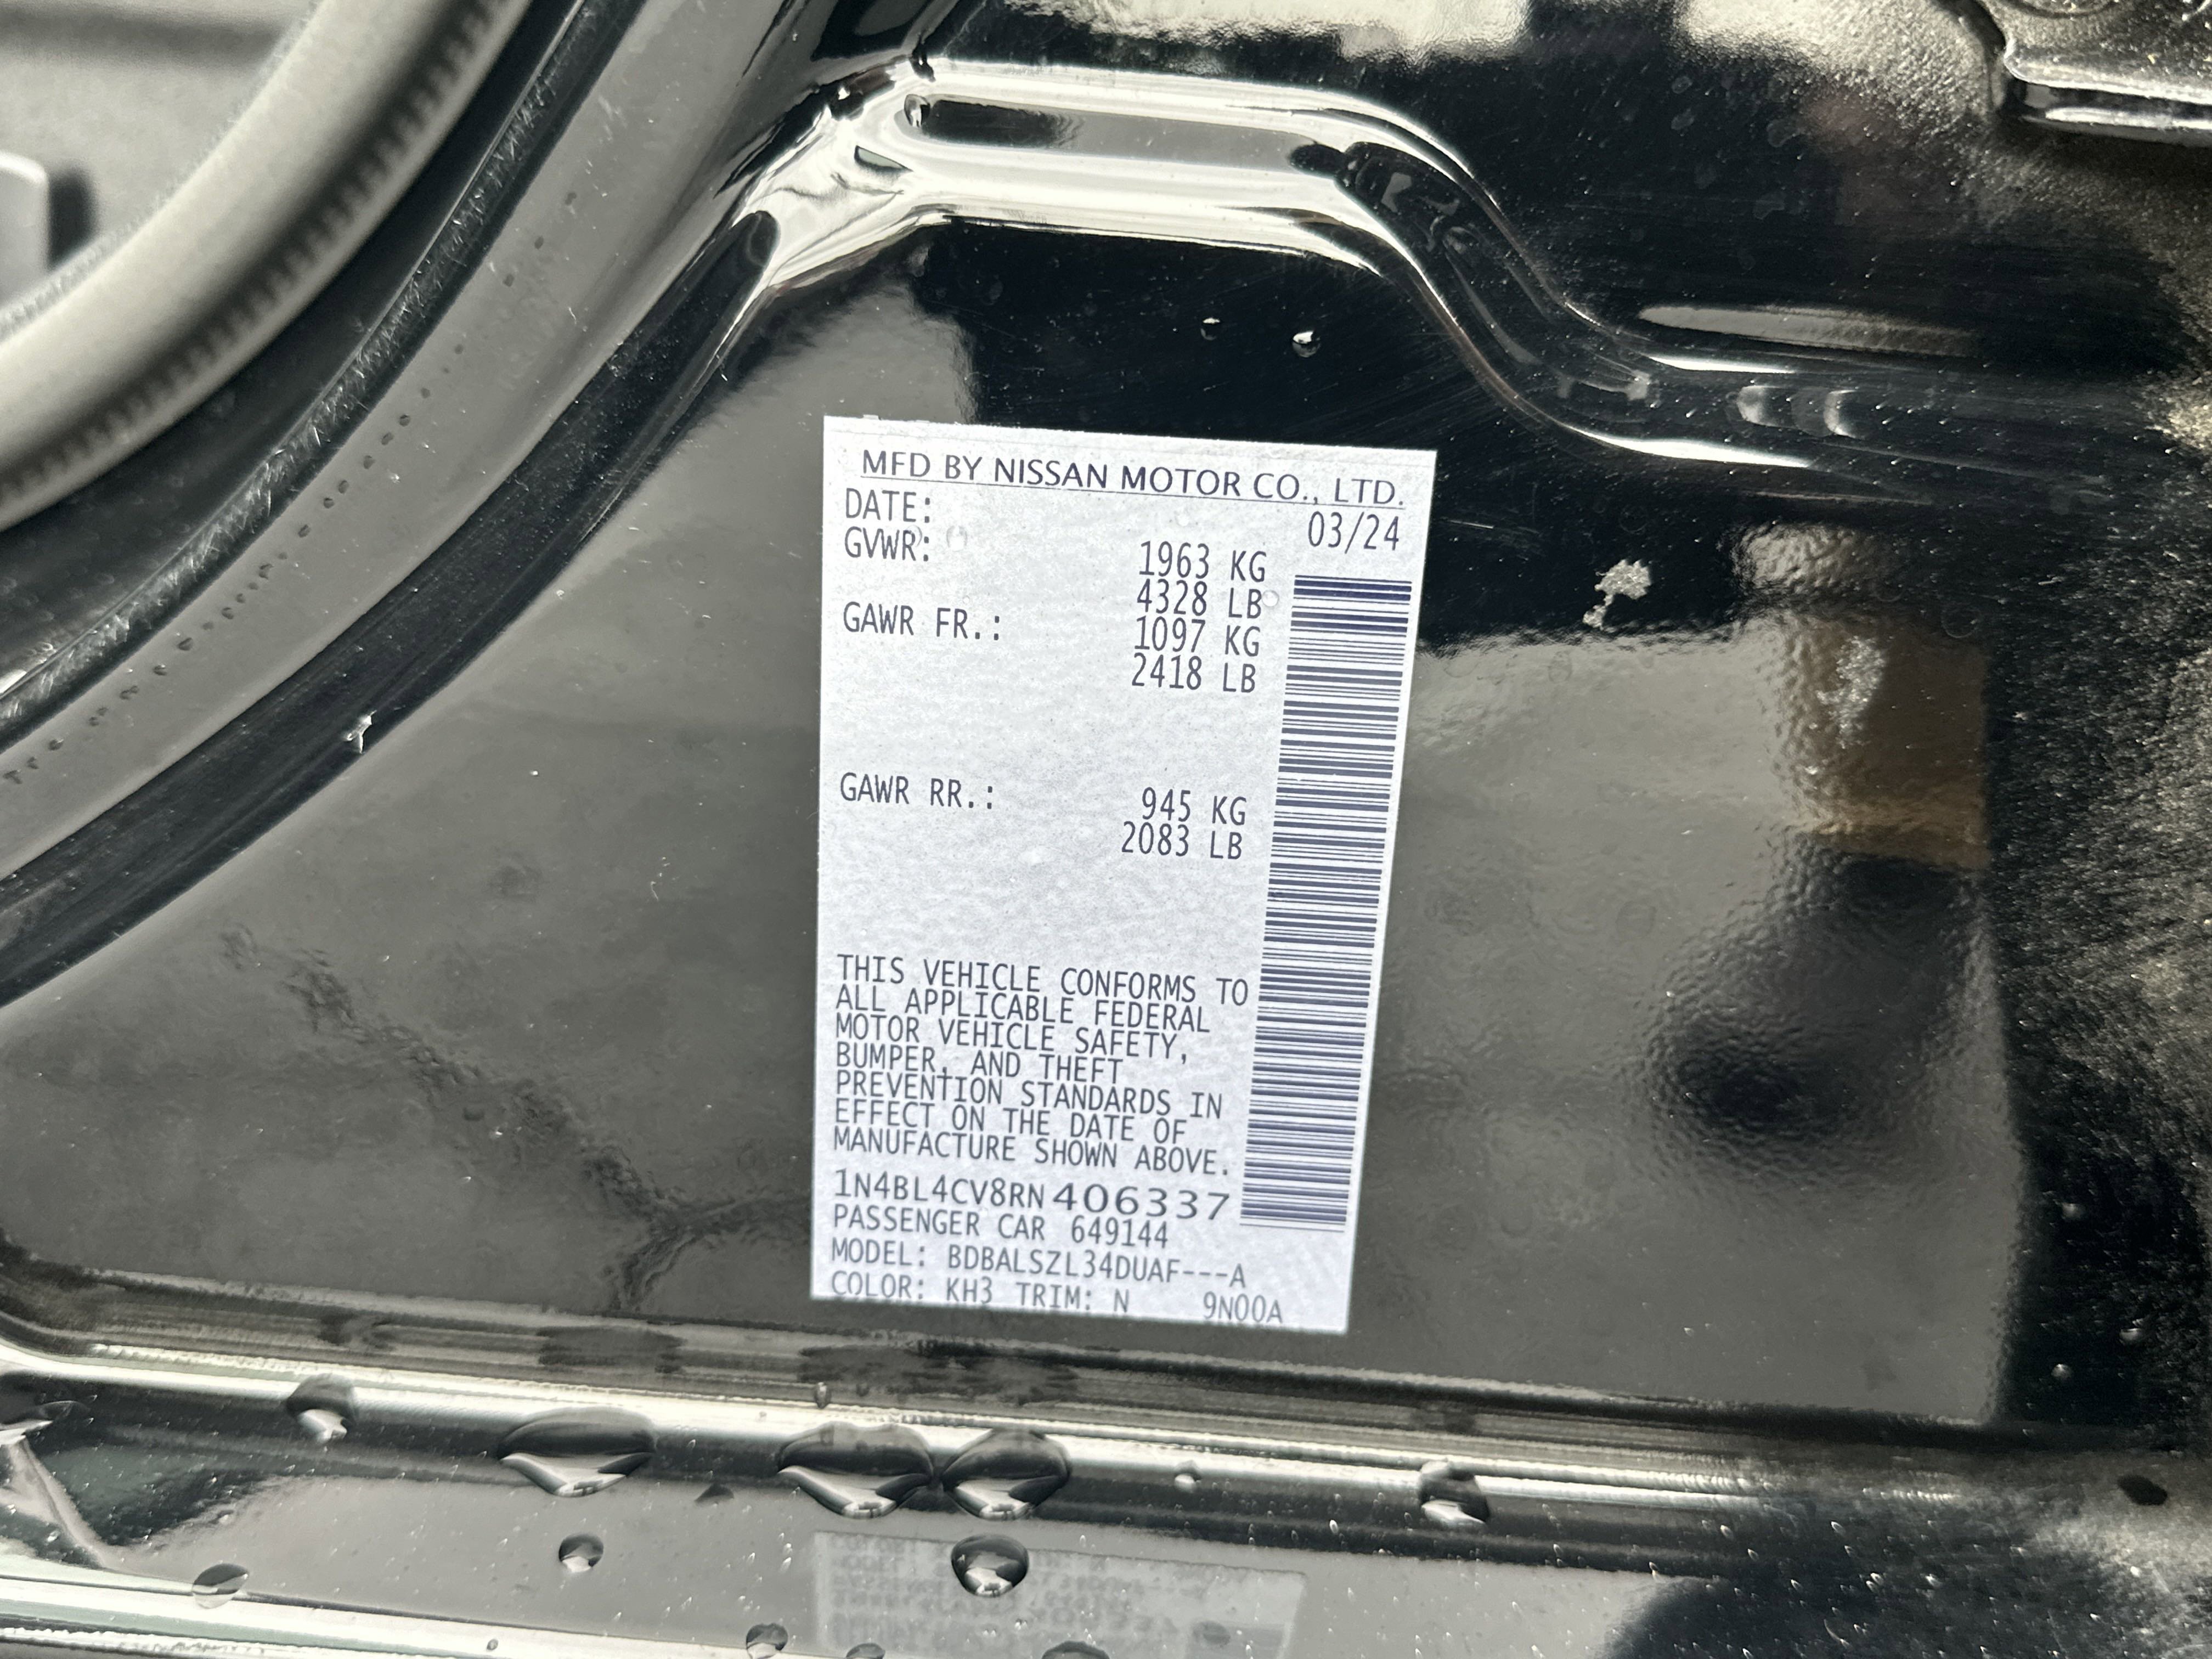 MFD BY NISSAN MOTOR CO., LTD.
DATE: 03/24
GVWR: 1963 KG
4328 LB
GAWR FR.: 1097 KG
2418 LB
GAWR RR.: 945 KG
2083 LB
THIS VEHICLE CONFORMS TO
ALL APPLICABLE FEDERAL
MOTOR VEHICLE SAFETY,
BUMPER, AND THEFT
PREVENTION STANDARDS IN
EFFECT ON THE DATE OF
MANUFACTURE SHOWN ABOVE.
1N4BL4CV8RN406337
PASSENGER CAR 649144
MODEL: BDBALSZL34DUAF---A
COLOR: KH3 TRIM: N 9N00A